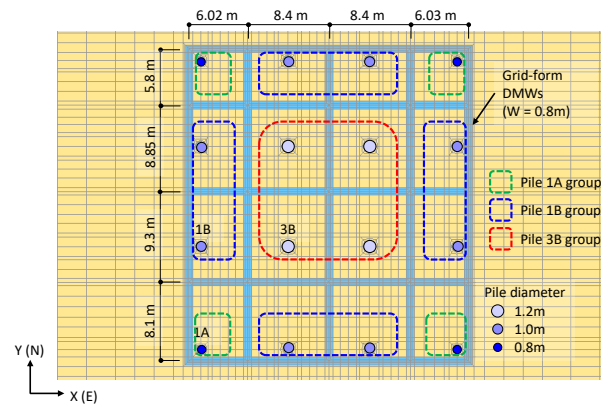 6.02 m 8.4 m 8.4 m 6.03 m
5.8 m
8.85 m
9.3 m
8.1 m
Grid-form
DMWs
(W = 0.8m)
Pile 1A group
Pile 1B group
Pile 3B group
1B 3B
1A
Pile diameter
1.2m
1.0m
0.8m
Y (N)
X (E)